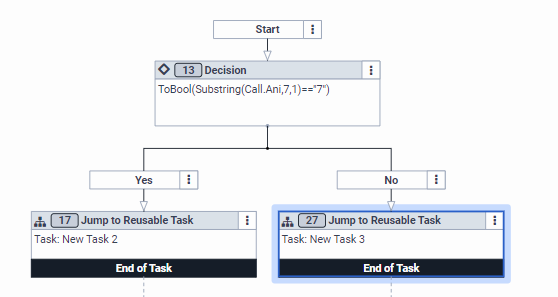 Start
13 Decision
ToBool(Substring(Call.Ani,7,1)=="7")
Yes
No
17 Jump to Reusable Task
Task: New Task 2
End of Task
27 Jump to Reusable Task
Task: New Task 3
End of Task